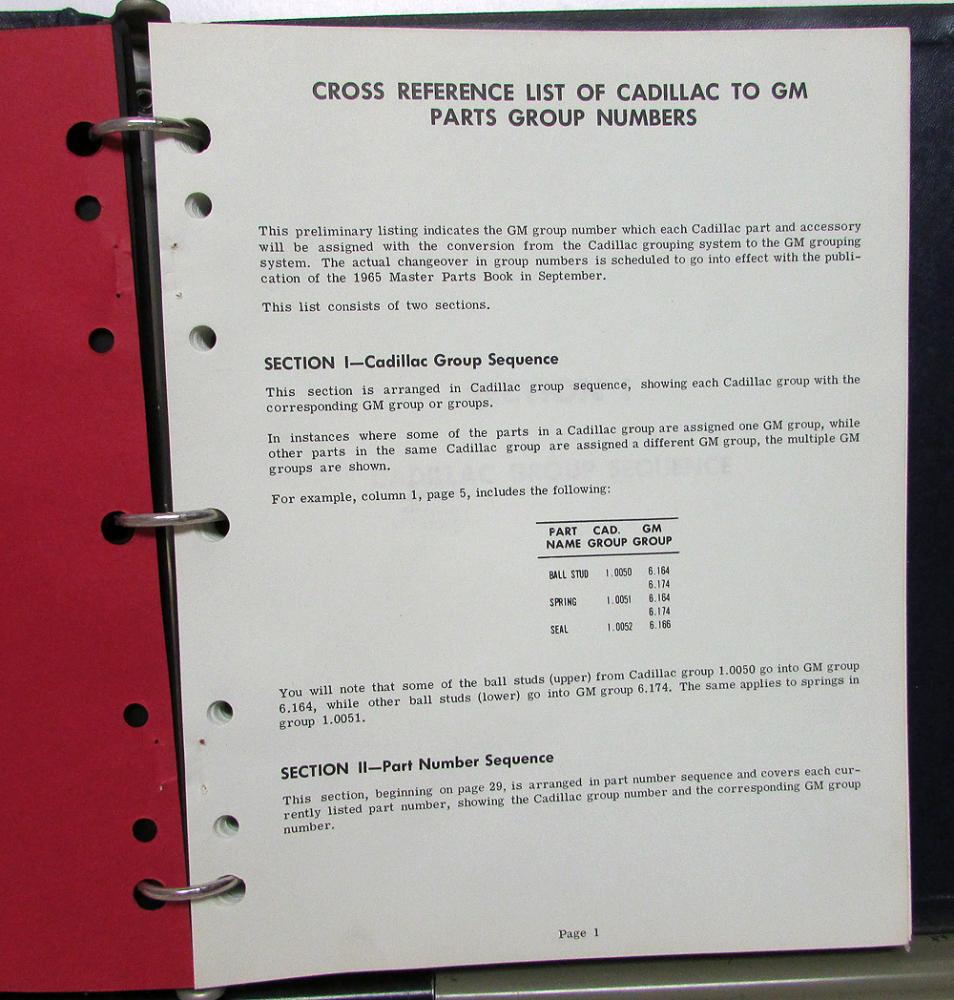 CROSS REFERENCE LIST OF CADILLAC TO GM
PARTS GROUP NUMBERS
This preliminary listing indicates the GM group number which each Cadillac part and accessory
will be assigned with the conversion from the Cadillac grouping system to the GM grouping
system. The actual changeover in group numbers is scheduled to go into effect with the publi-
cation of the 1965 Master Parts Book in September.
This list consists of two sections.
SECTION I—Cadillac Group Sequence
This section is arranged in Cadillac group sequence, showing each Cadillac group with the
corresponding GM group or groups.
In instances where some of the parts in a Cadillac group are assigned one GM group, while
other parts in the same Cadillac group are assigned a different GM group, the multiple GM
groups are shown.
For example, column 1, page 5, includes the following:
PART CAD. GM
NAME GROUP GROUP
BALL STUD 1.0050 6.164
6.174
SPRING 1.0051 6.164
6.174
SEAL 1.0052 6.166
You will note that some of the ball studs (upper) from Cadillac group 1.0050 go into GM group
6.164, while other ball studs (lower) go into GM group 6.174. The same applies to springs in
group 1.0051.
SECTION II—Part Number Sequence
This section, beginning on page 29, is arranged in part number sequence and covers each cur-
rently listed part number, showing the Cadillac group number and the corresponding GM group
number.
Page 1